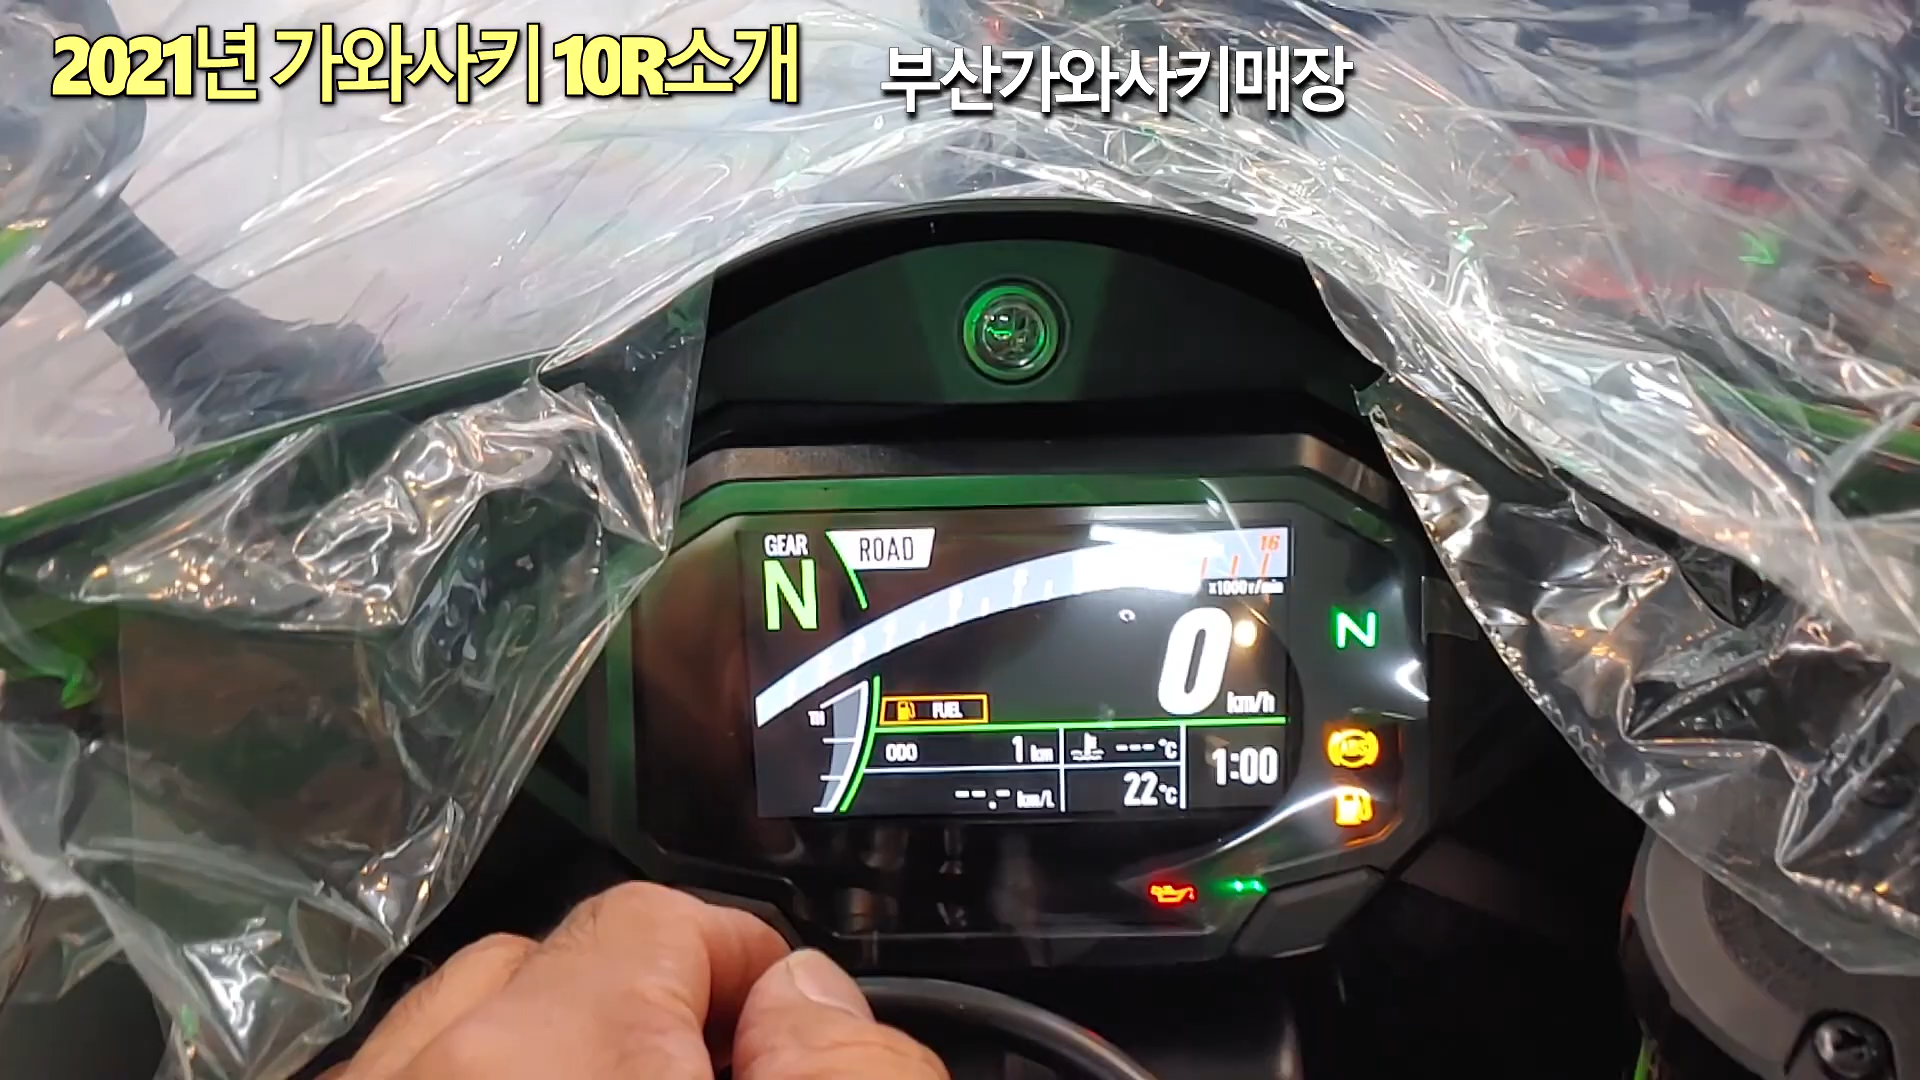 2021년 가와사키 10R소개
부산가와사키매장
GEAR
ROAD
N
16
x1000r/min
0
km/h
N
FUEL
ODO 1 km
--- °C
1:00
--.- km/L
22 °C
ABS